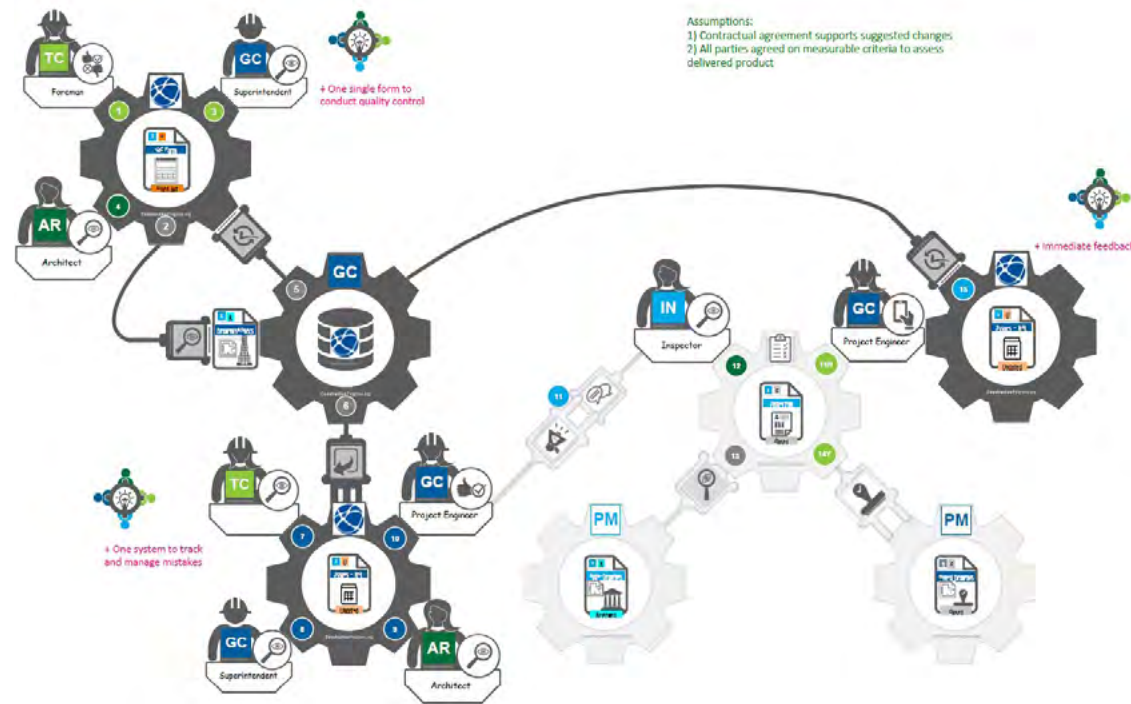 Assumptions:
1) Contractual agreement supports suggested changes
2) All parties agreed on measurable criteria to assess
delivered product
TC
Foreman
GC
Superintendent
+ One single form to
conduct quality control
1
3
4
2
AR
Architect
GC
5
6
+ Immediate feedback
IN
Inspector
GC
Project Engineer
15
12
11
13
14Y
TC
GC
Project Engineer
+ One system to track
and manage mistakes
7
10
8
9
GC
Superintendent
AR
Architect
PM
PM